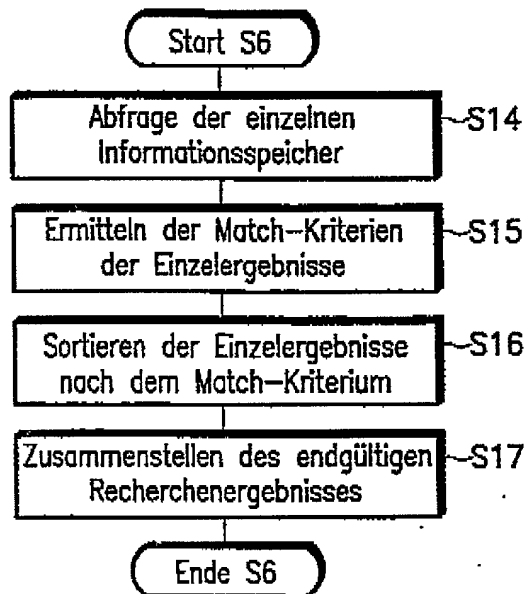 Start S6
Abfrage der einzelnen
Informationsspeicher
S14
Ermitteln der Match-Kriterien
der Einzelergebnisse
S15
Sortieren der Einzelergebnisse
nach dem Match-Kriterium
S16
Zusammenstellen des endgültigen
Recherchenergebnisses
S17
Ende S6